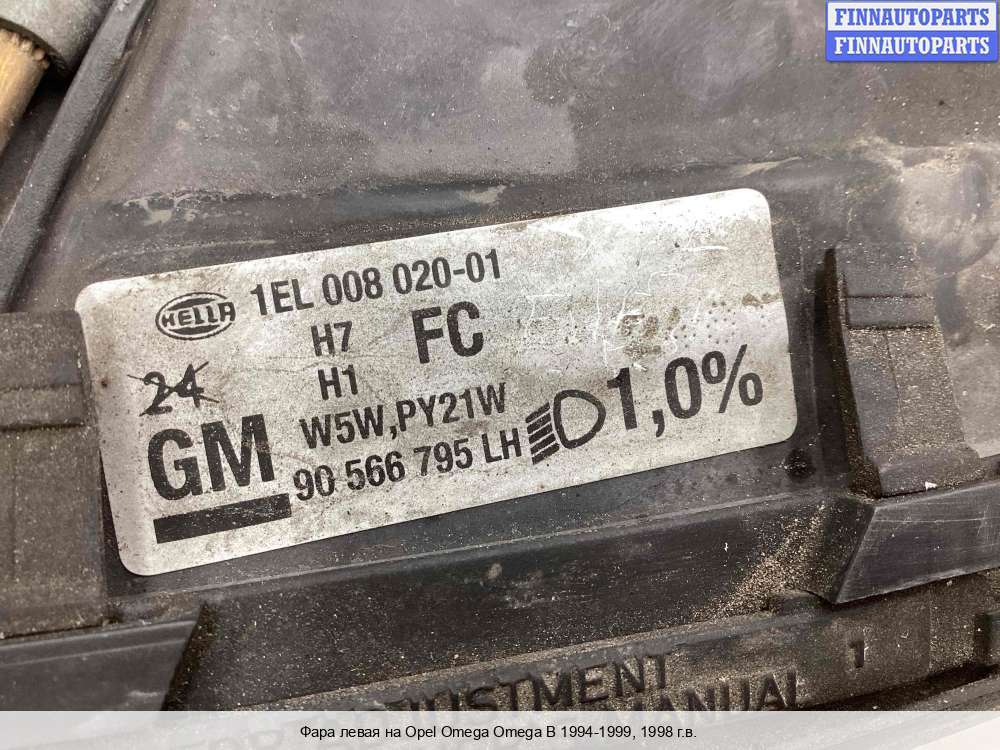 FINNAUTOPARTS
FINNAUTOPARTS
HELLA 1EL 008 020-01
H7 FC
24 H1
W5W,PY21W
GM 90 566 795 LH 1,0%
MANUAL
1
Фара левая на Opel Omega Omega B 1994-1999, 1998 г.в.